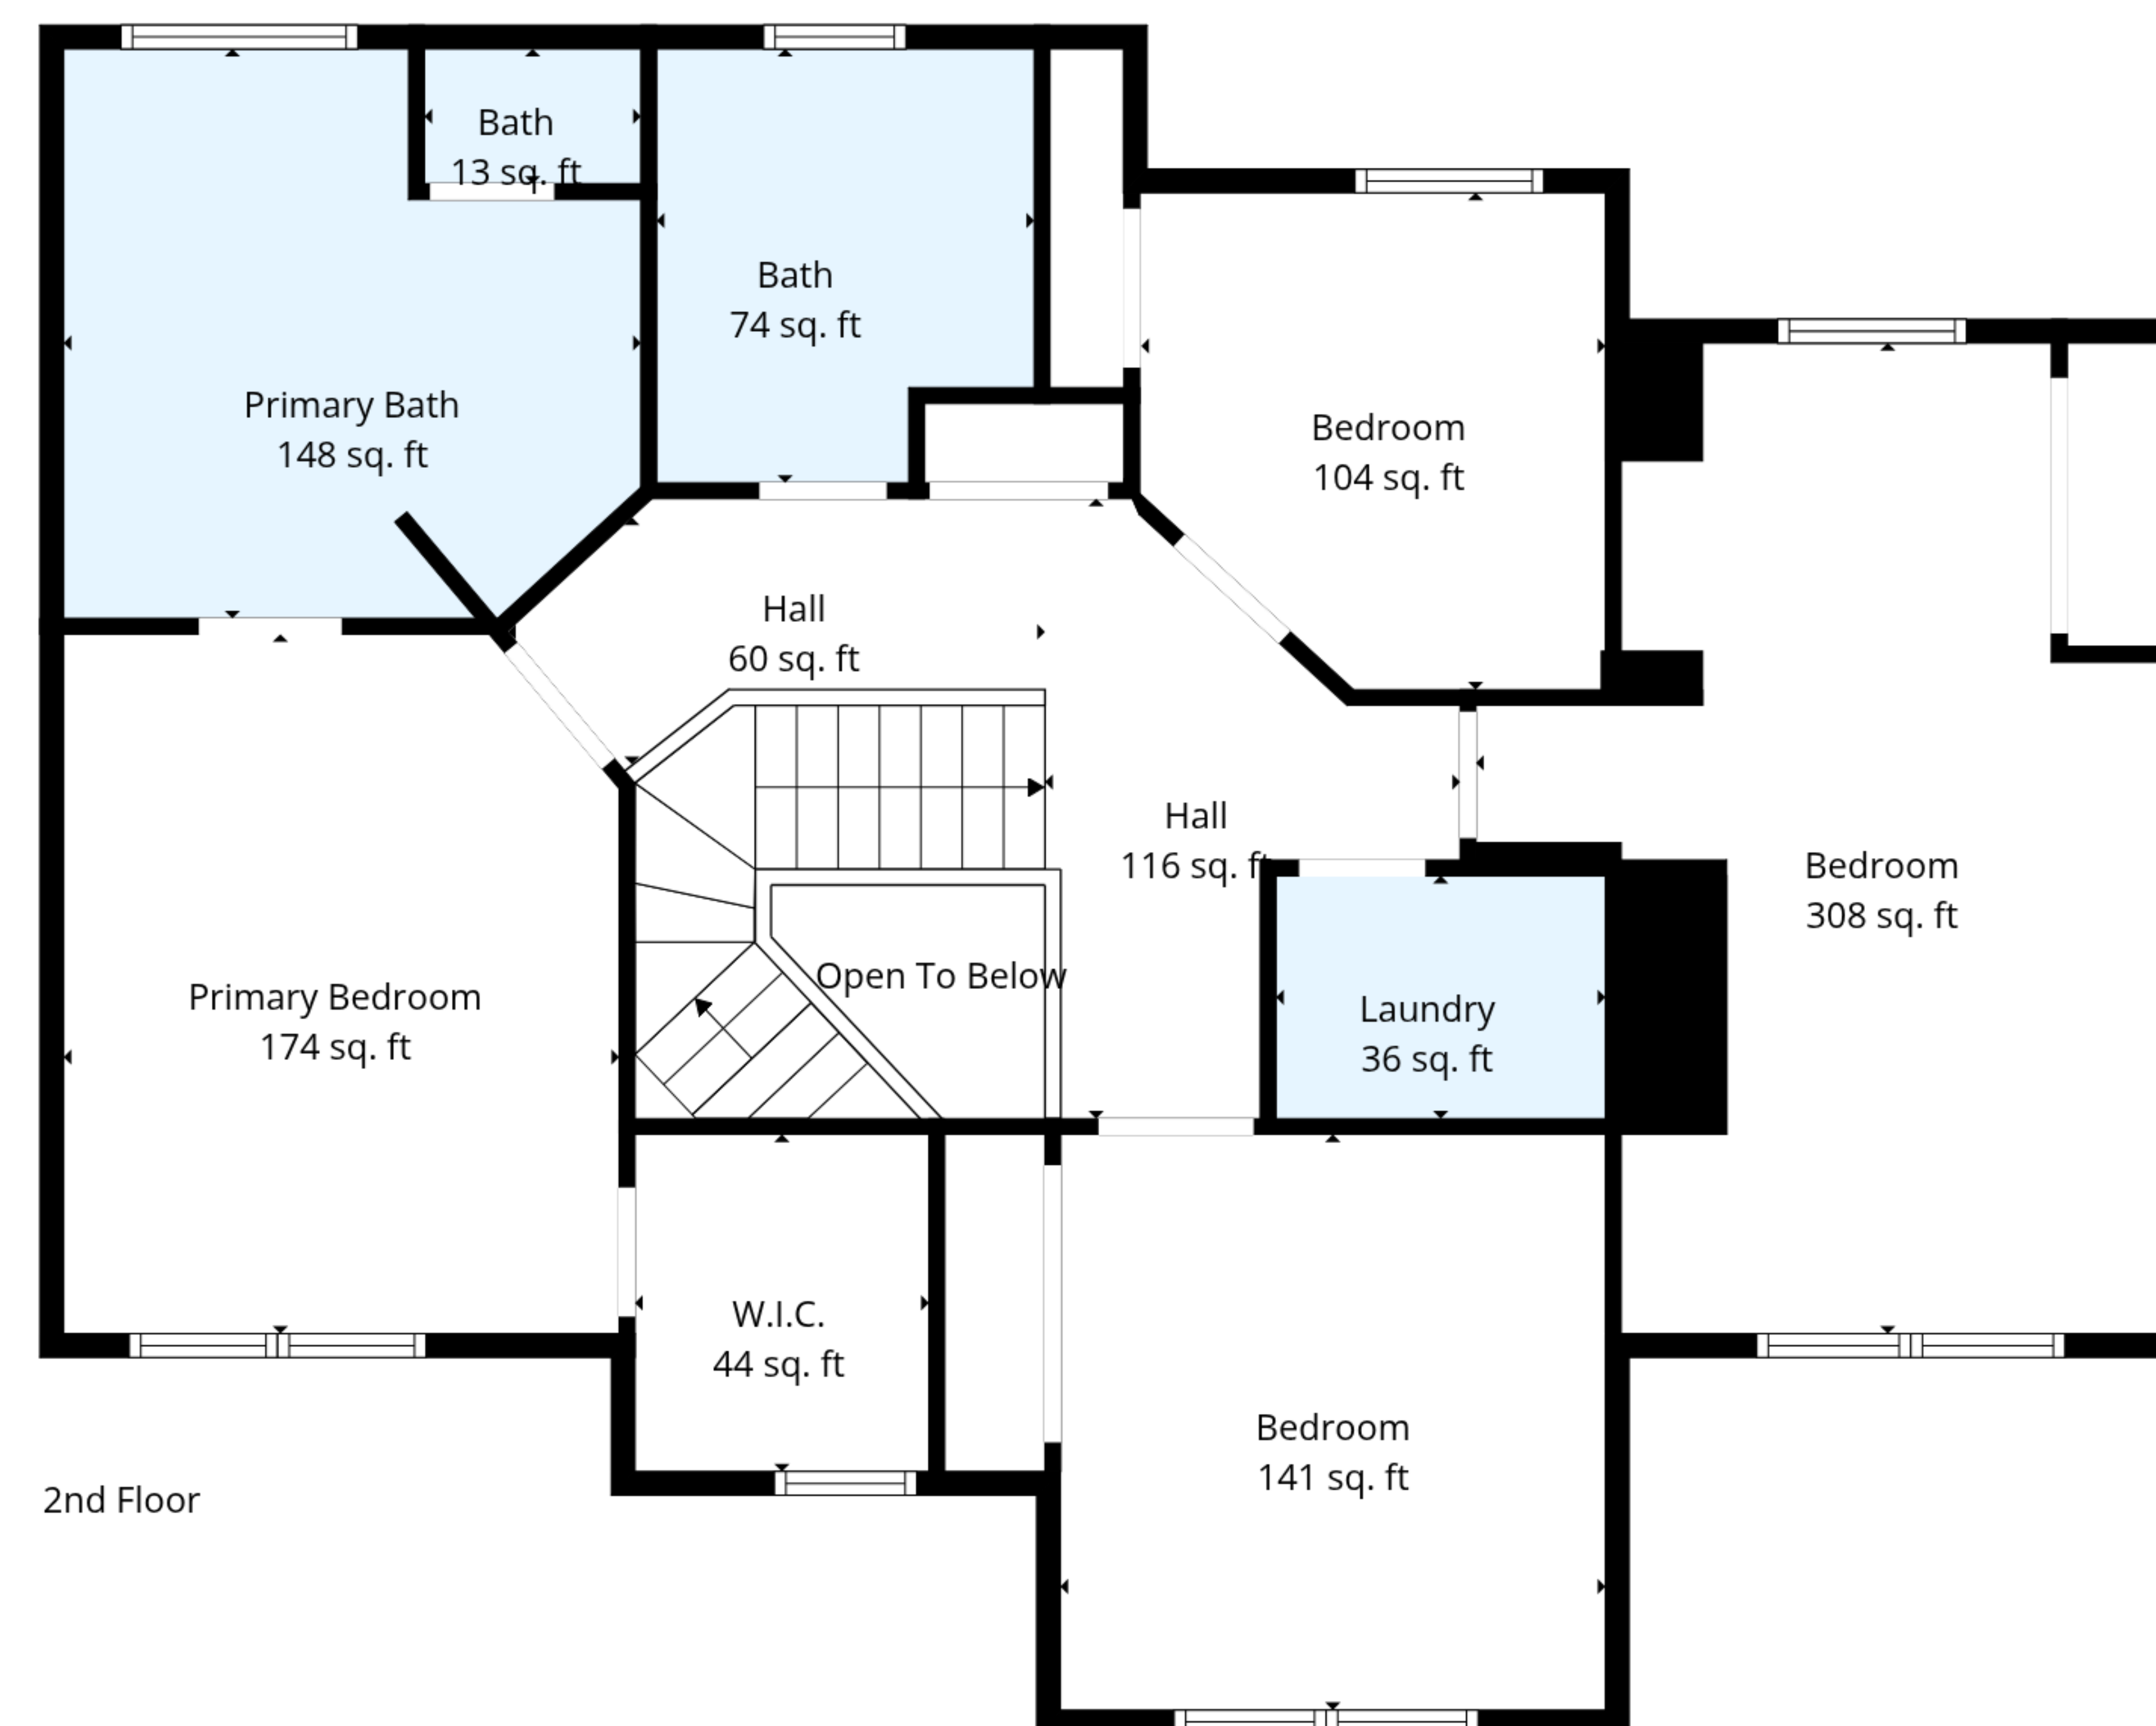 Bath
13 sq. ft
Bath
74 sq. ft
Primary Bath
148 sq. ft
Bedroom
104 sq. ft
Hall
60 sq. ft
Hall
116 sq. ft
Bedroom
308 sq. ft
Open To Below
Primary Bedroom
174 sq. ft
Laundry
36 sq. ft
W.I.C.
44 sq. ft
Bedroom
141 sq. ft
2nd Floor